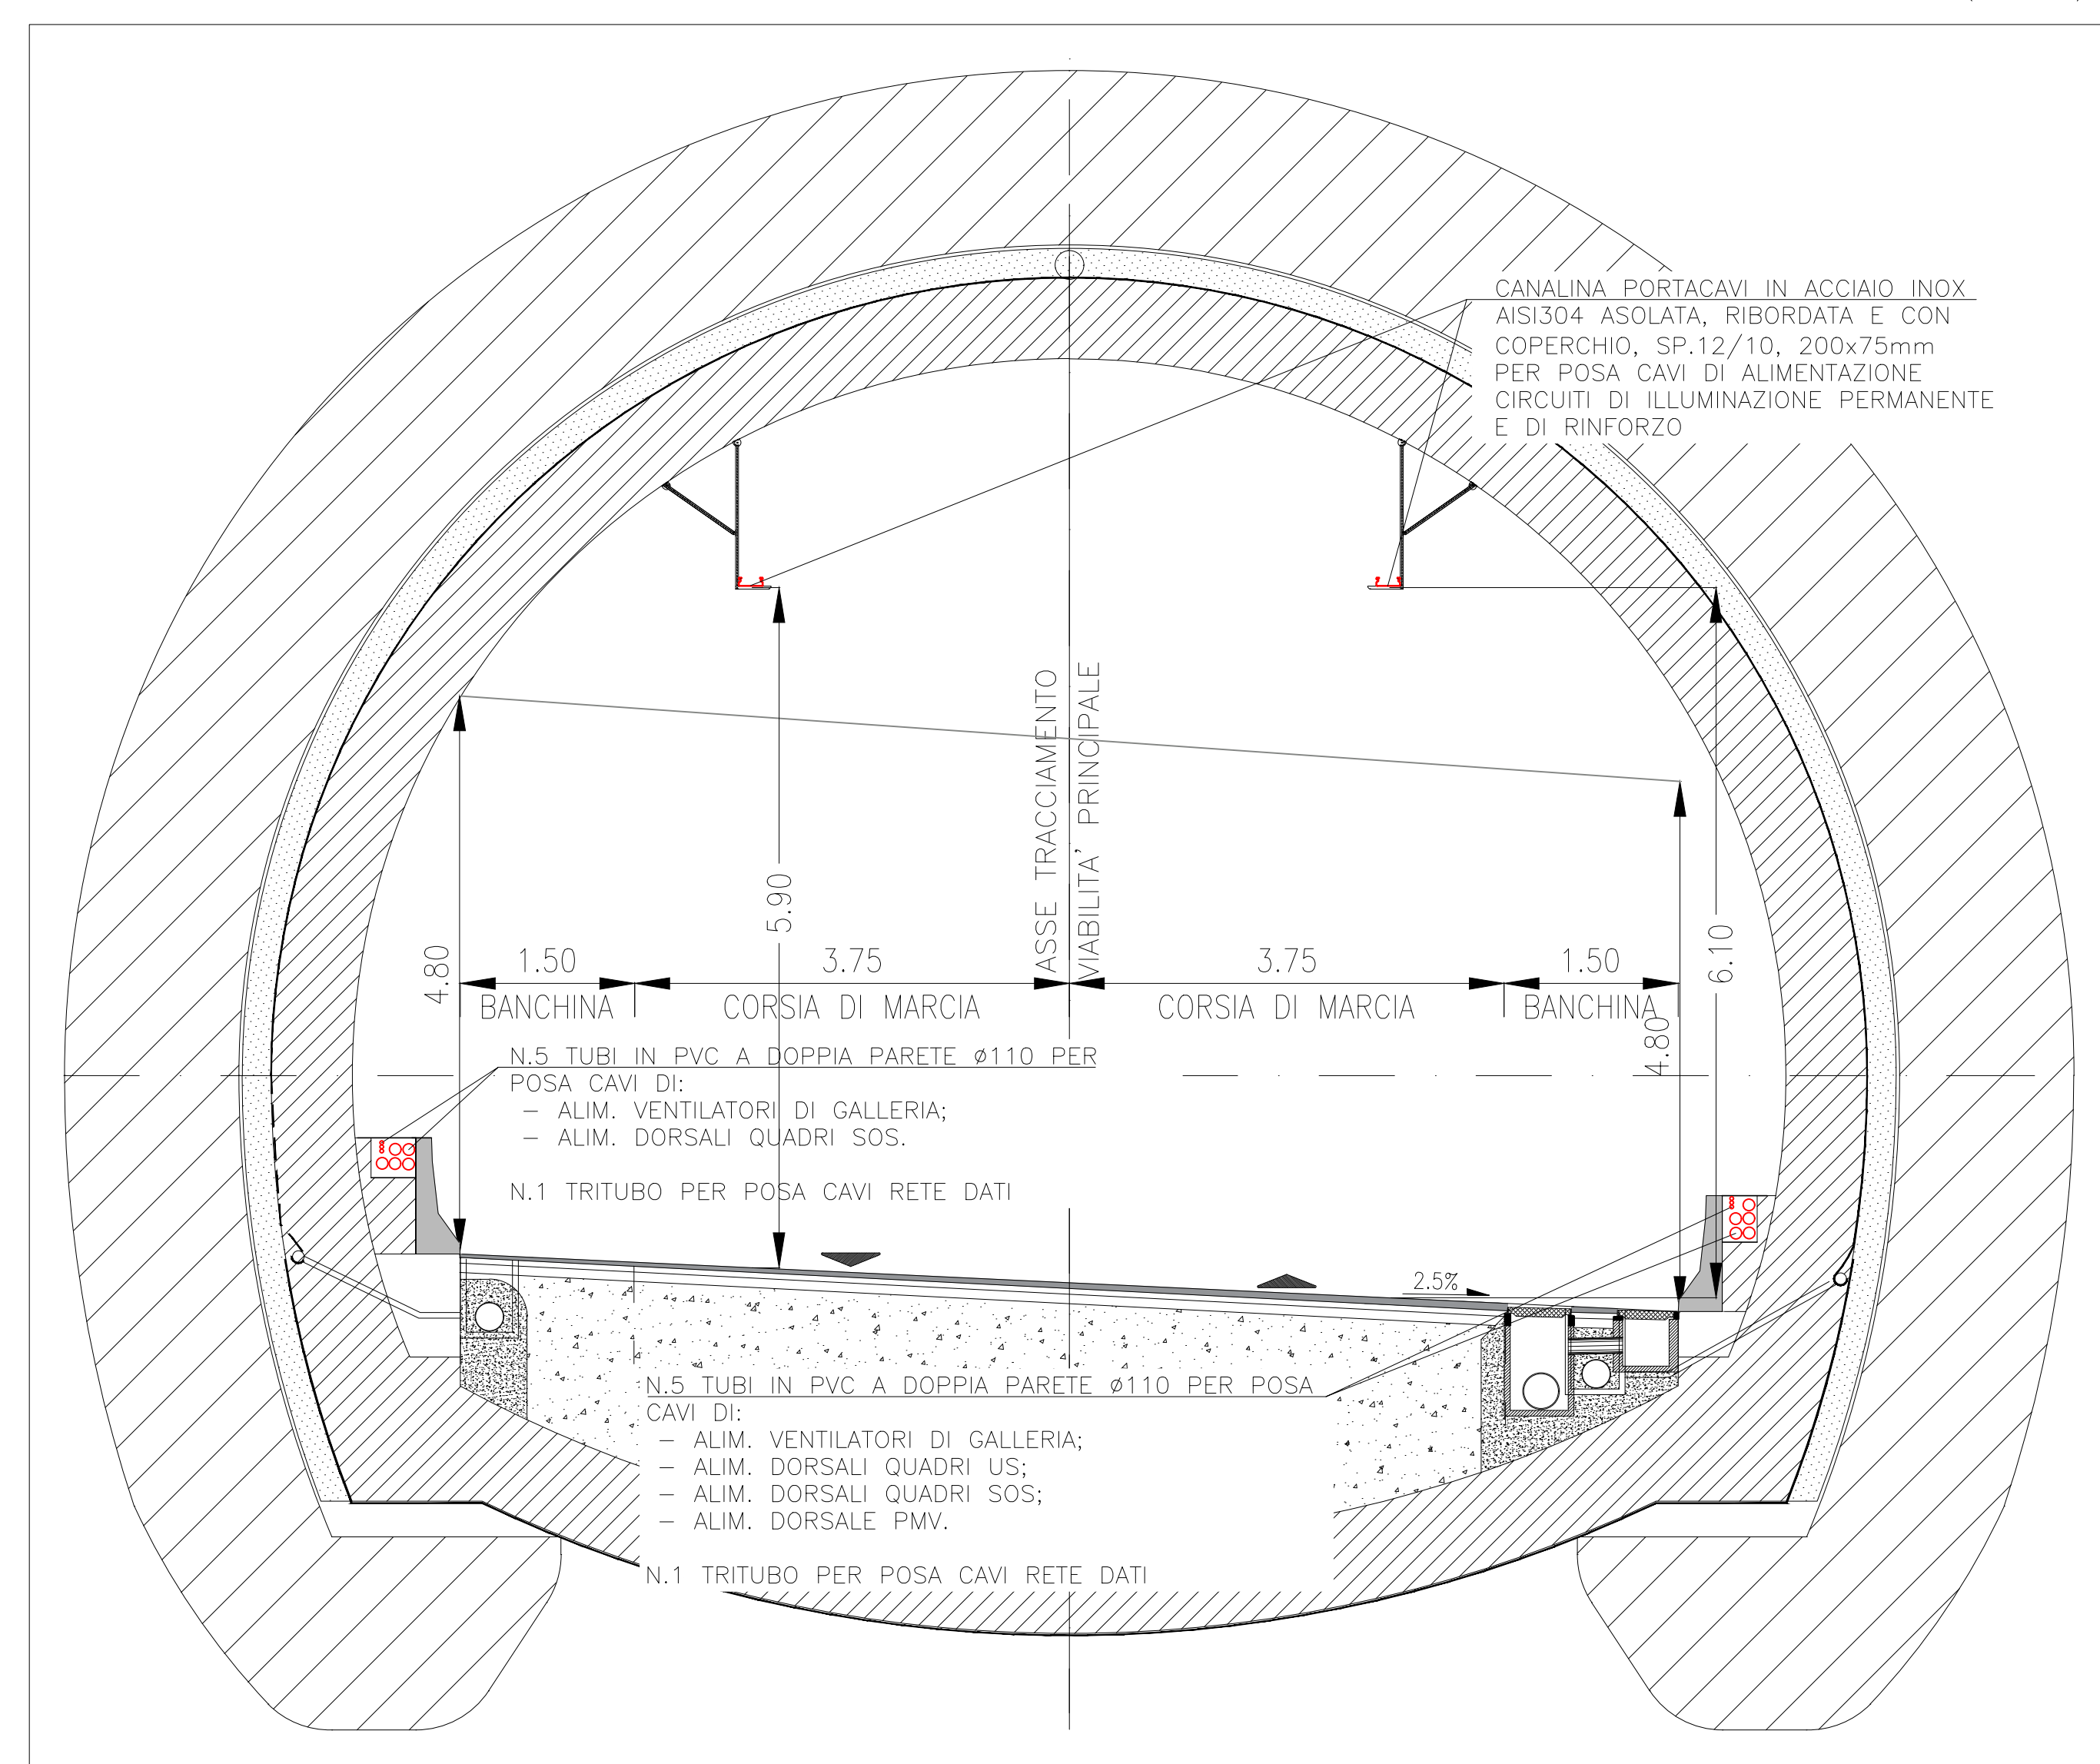 CANALINA PORTACAVI IN ACCIAIO INOX
AISI304 ASOLATA, RIBORDATA E CON
COPERCHIO, SP.12/10, 200x75mm
PER POSA CAVI DI ALIMENTAZIONE
CIRCUITI DI ILLUMINAZIONE PERMANENTE
E DI RINFORZO
ASSE TRACCIAMENTO
VIABILITA' PRINCIPALE
4.80
1.50
5.90
3.75
3.75
1.50
6.10
BANCHINA
CORSIA DI MARCIA
CORSIA DI MARCIA
BANCHINA
4.80
N.5 TUBI IN PVC A DOPPIA PARETE ø110 PER
POSA CAVI DI:
– ALIM. VENTILATORI DI GALLERIA;
– ALIM. DORSALI QUADRI SOS.
N.1 TRITUBO PER POSA CAVI RETE DATI
2.5%
N.5 TUBI IN PVC A DOPPIA PARETE ø110 PER POSA
CAVI DI:
– ALIM. VENTILATORI DI GALLERIA;
– ALIM. DORSALI QUADRI US;
– ALIM. DORSALI QUADRI SOS;
– ALIM. DORSALE PMV.
N.1 TRITUBO PER POSA CAVI RETE DATI